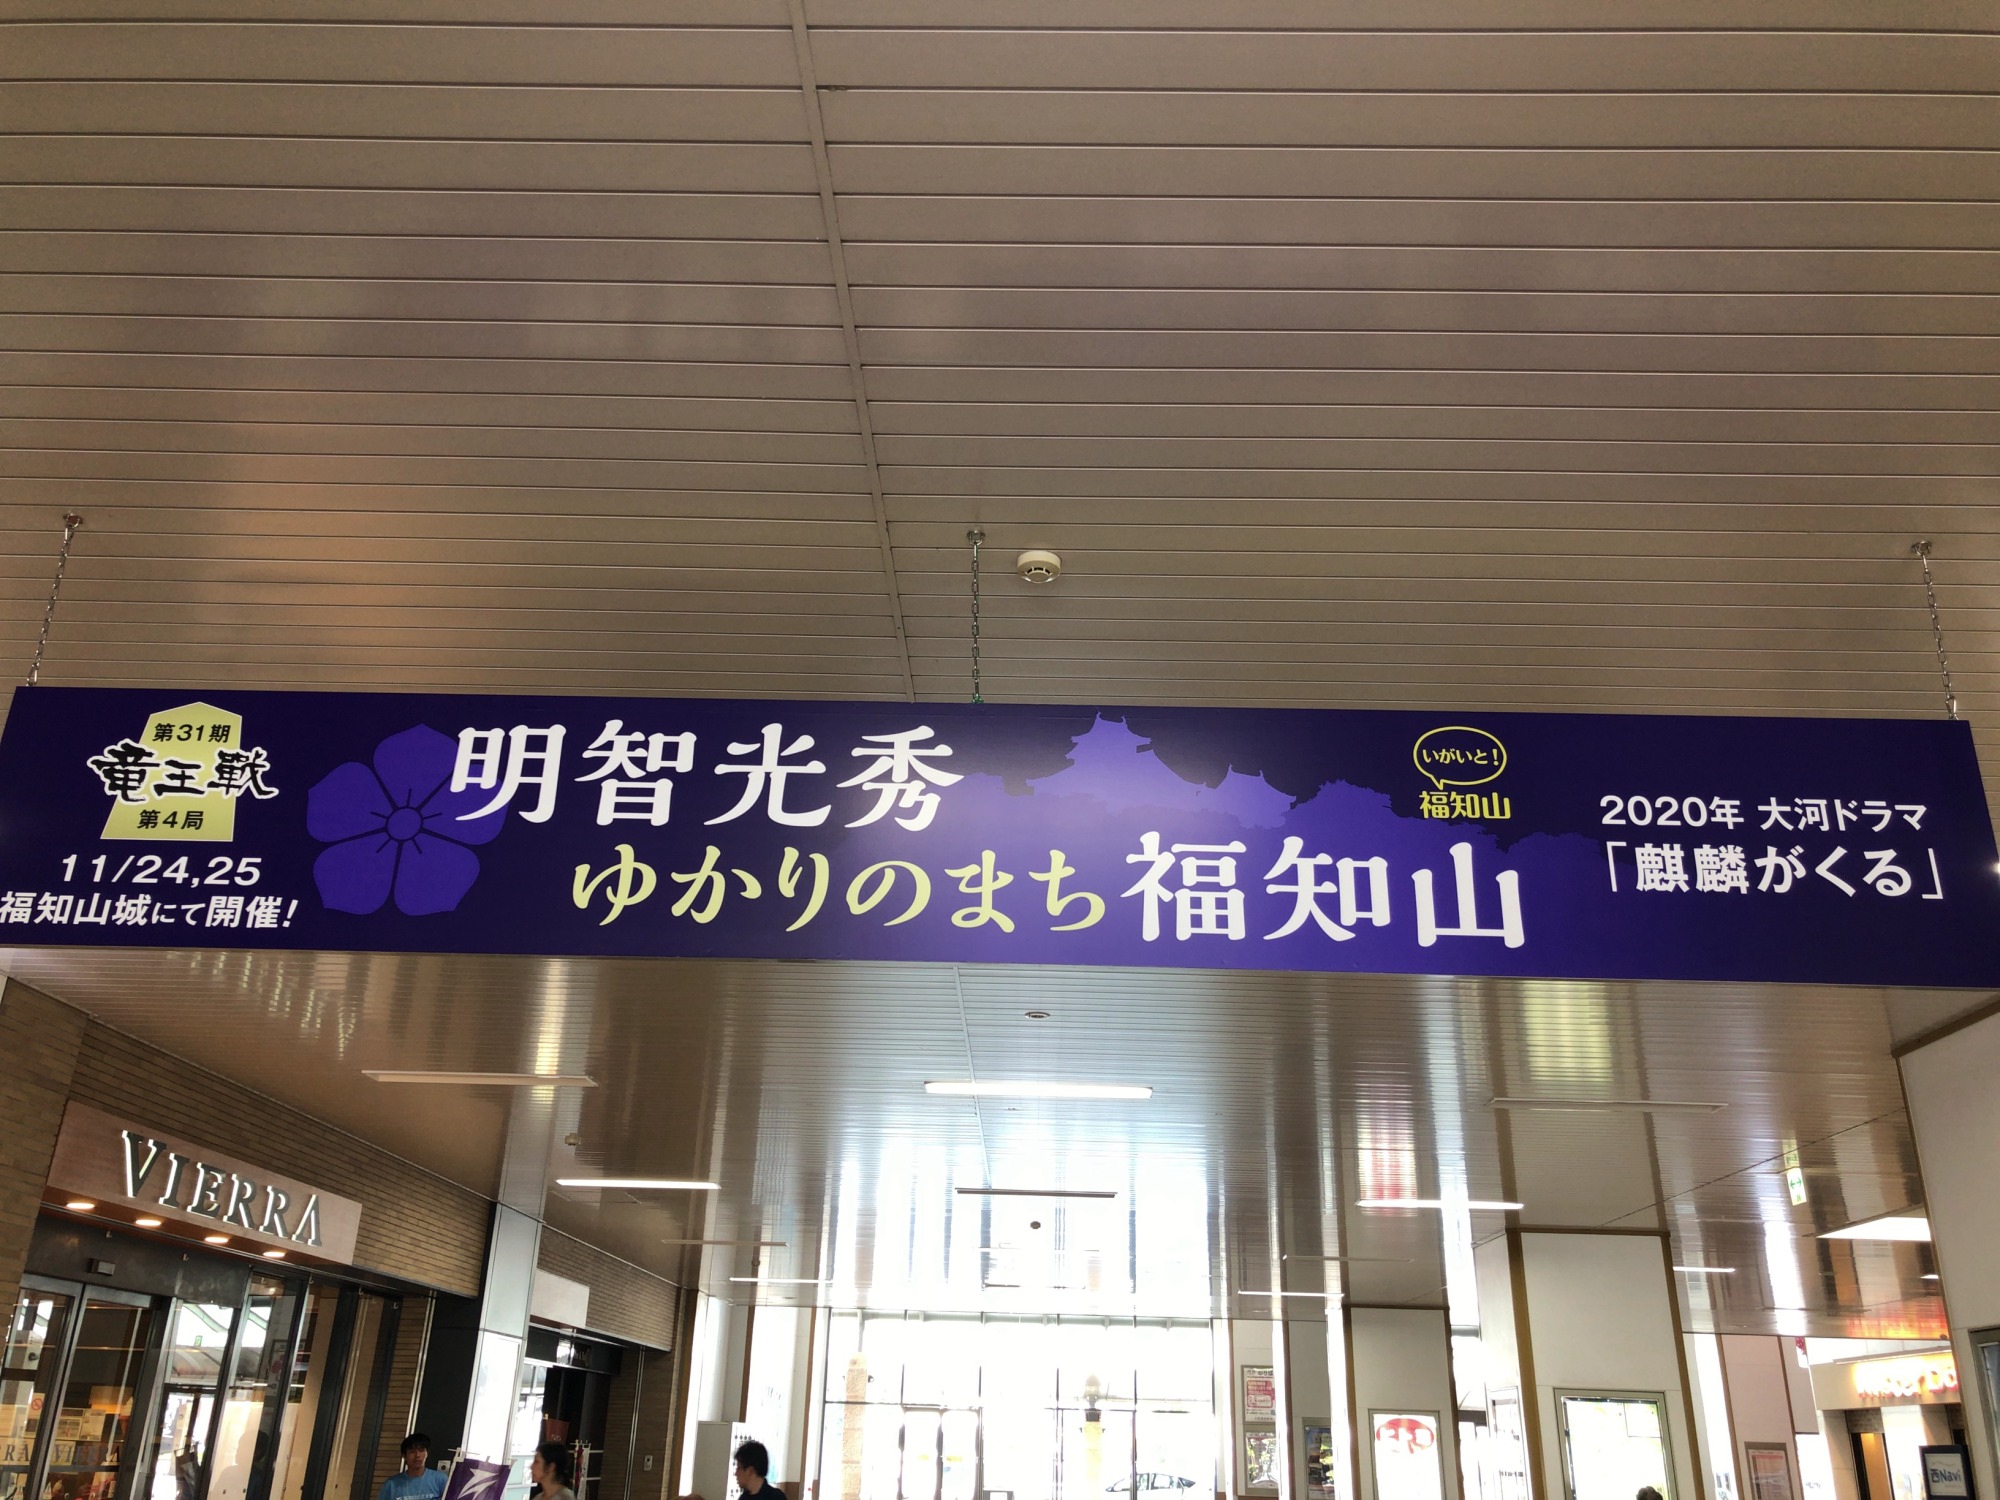 第31期
竜王戦
第4局
11/24,25
福知山城にて開催!
明智光秀
ゆかりのまち福知山
いがいと!
福知山
2020年 大河ドラマ
「麒麟がくる」
VIERRA
VIERRA
Navi